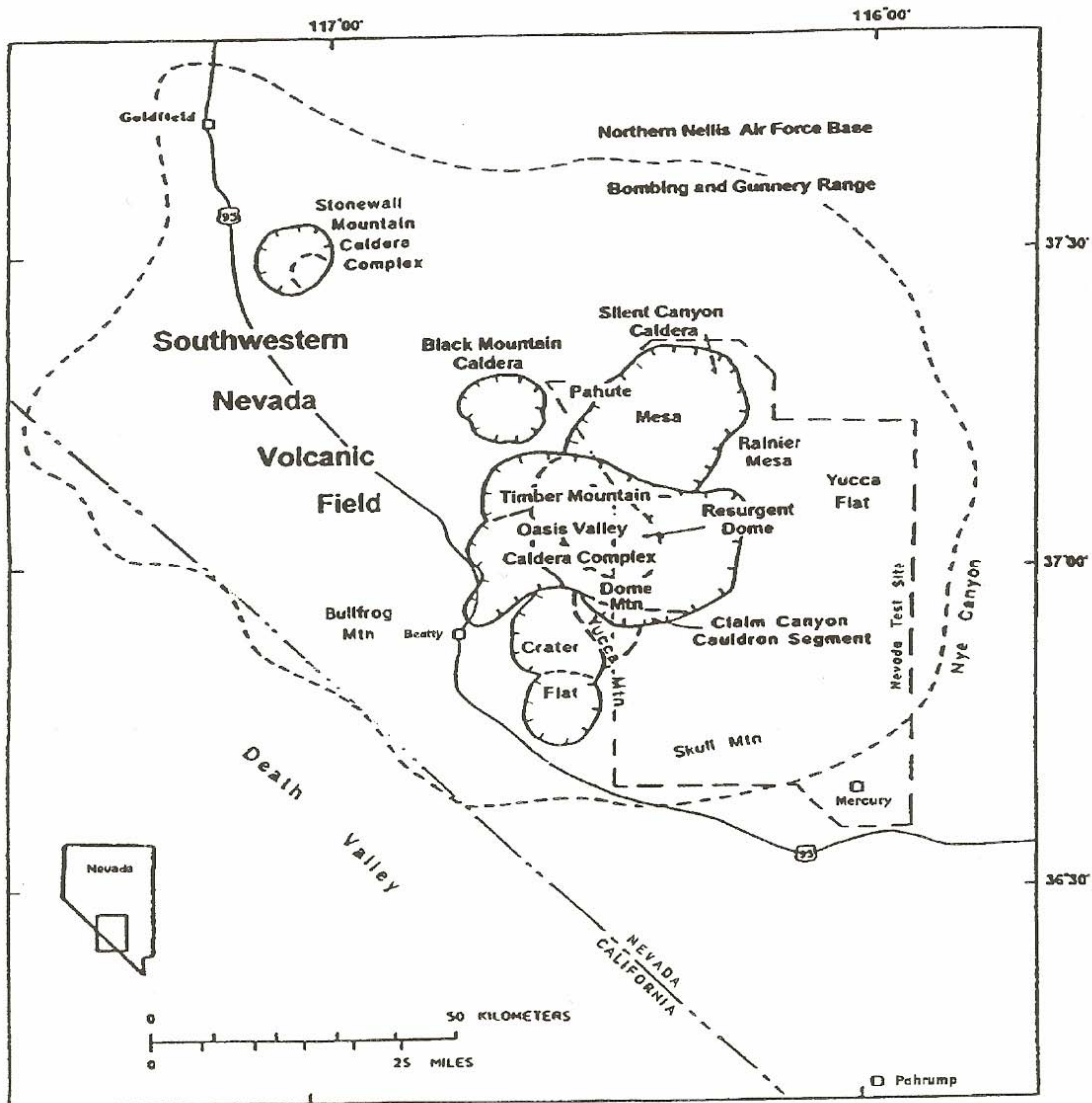 117°00'
116°00'
Goldfield
Northern Nellis Air Force Base
Bombing and Gunnery Range
95
Stonewall
Mountain
Caldera
Complex
37°30'
Silent Canyon
Caldera
Southwestern
Nevada
Volcanic
Field
Black Mountain
Caldera
Pahute
Mesa
Rainier
Mesa
Yucca
Flat
Timber Mountain
Oasis Valley
Caldera Complex
Resurgent
Dome
Dome
Mtn
37°00'
Bullfrog
Mtn
Beatty
Crater
Flat
Yucca Mtn
Claim Canyon
Cauldron Segment
Nevada Test Site
Nye Canyon
Skull Mtn
Mercury
Death
Valley
95
36°30'
Nevada
NEVADA
CALIFORNIA
0
50 KILOMETERS
0
25 MILES
Pahrump